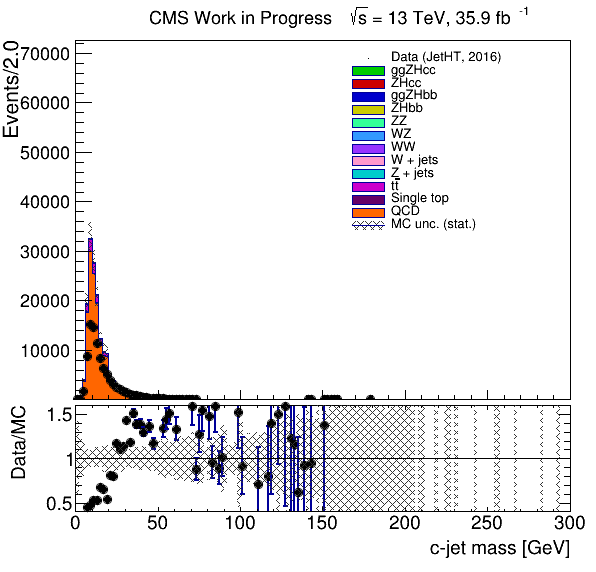 CMS Work in Progress √s = 13 TeV, 35.9 fb -1
Events/2.0
70000
60000
50000
40000
30000
20000
10000
Data (JetHT, 2016)
ggZHcc
ZHcc
ggZHbb
ZHbb
ZZ
WZ
WW
W + jets
Z + jets
tt̅
Single top
QCD
MC unc. (stat.)
Data/MC
1.5
1
0.5
0 50 100 150 200 250 300
c-jet mass [GeV]